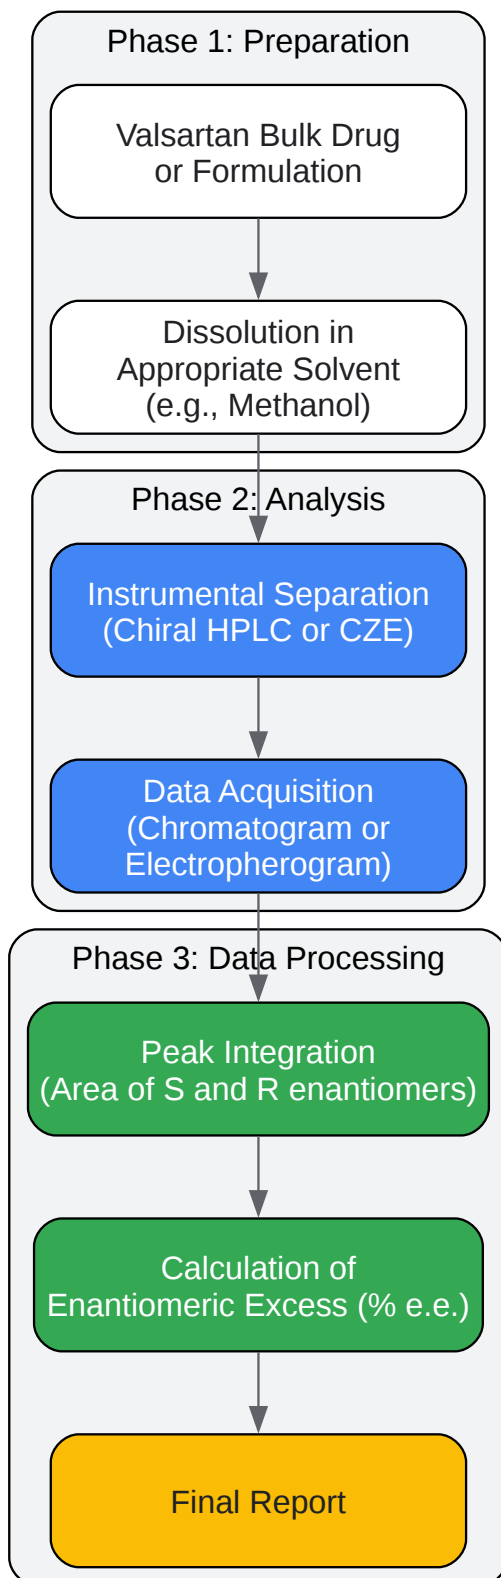 Phase 1: Preparation
Valsartan Bulk Drug
or Formulation
Dissolution in
Appropriate Solvent
(e.g., Methanol)
Phase 2: Analysis
Instrumental Separation
(Chiral HPLC or CZE)
Data Acquisition
(Chromatogram or
Electropherogram)
Phase 3: Data Processing
Peak Integration
(Area of S and R enantiomers)
Calculation of
Enantiomeric Excess (% e.e.)
Final Report